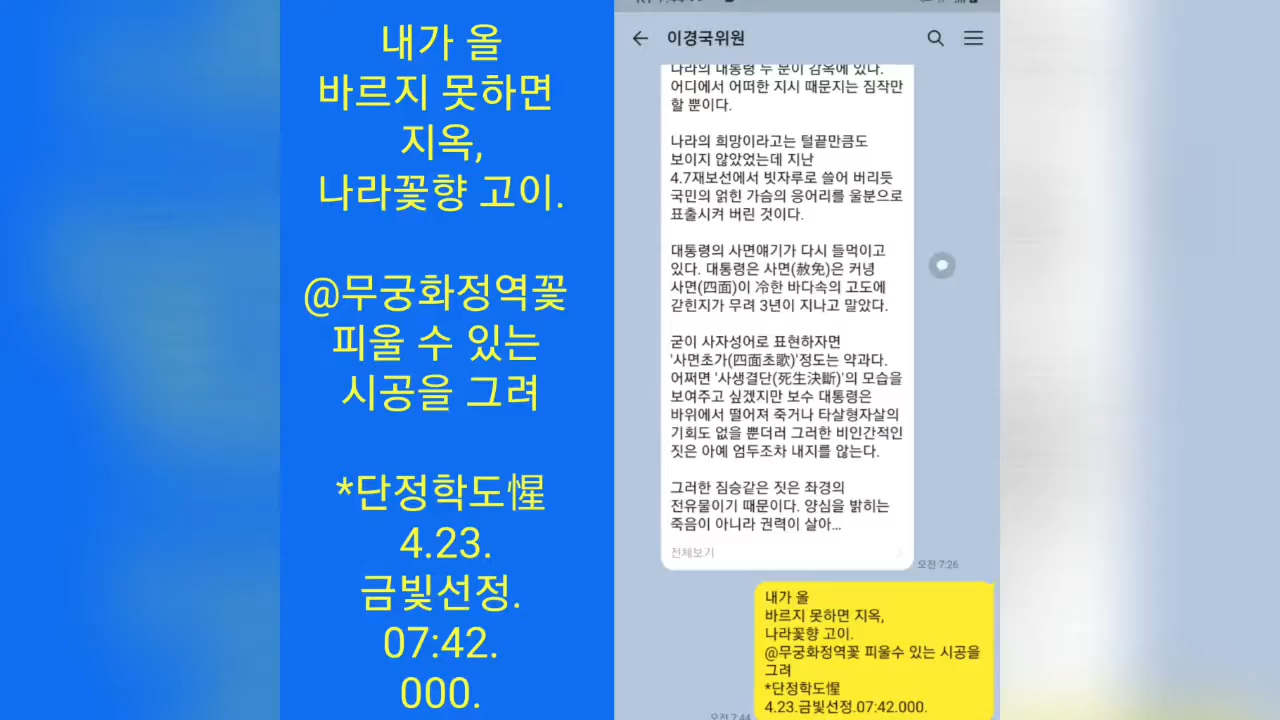 내가 올
바르지 못하면
지옥,
나라꽃향 고이.
@무궁화정역꽃
피울 수 있는
시공을 그려
*단정학도惺
4.23.
금빛선정.
07:42.
000.
이경국위원
나라의 대통령 두 분이 감옥에 있다.
어디에서 어떠한 지시 때문지는 짐작만
할 뿐이다.
나라의 희망이라고는 털끝만큼도
보이지 않았었는데 지난
4.7재보선에서 빗자루로 쓸어 버리듯
국민의 얽힌 가슴의 응어리를 울분으로
표출시켜 버린 것이다.
대통령의 사면얘기가 다시 들먹이고
있다. 대통령은 사면(赦免)은 커녕
사면(四面)이 冷한 바다속의 고도에
갇힌지가 무려 3년이 지나고 말았다.
굳이 사자성어로 표현하자면
'사면초가(四面초歌)'정도는 약과다.
어쩌면 '사생결단(死生決斷)'의 모습을
보여주고 싶겠지만 보수 대통령은
바위에서 떨어져 죽거나 타살형자살의
기회도 없을 뿐더러 그러한 비인간적인
짓은 아예 엄두조차 내지를 않는다.
그러한 짐승같은 짓은 좌경의
전유물이기 때문이다. 양심을 밝히는
죽음이 아니라 권력이 살아...
전체보기
오전 7:26
내가 올
바르지 못하면 지옥,
나라꽃향 고이.
@무궁화정역꽃 피울수 있는 시공을
그려
*단정학도惺
4.23.금빛선정.07:42.000.
오전 7:44